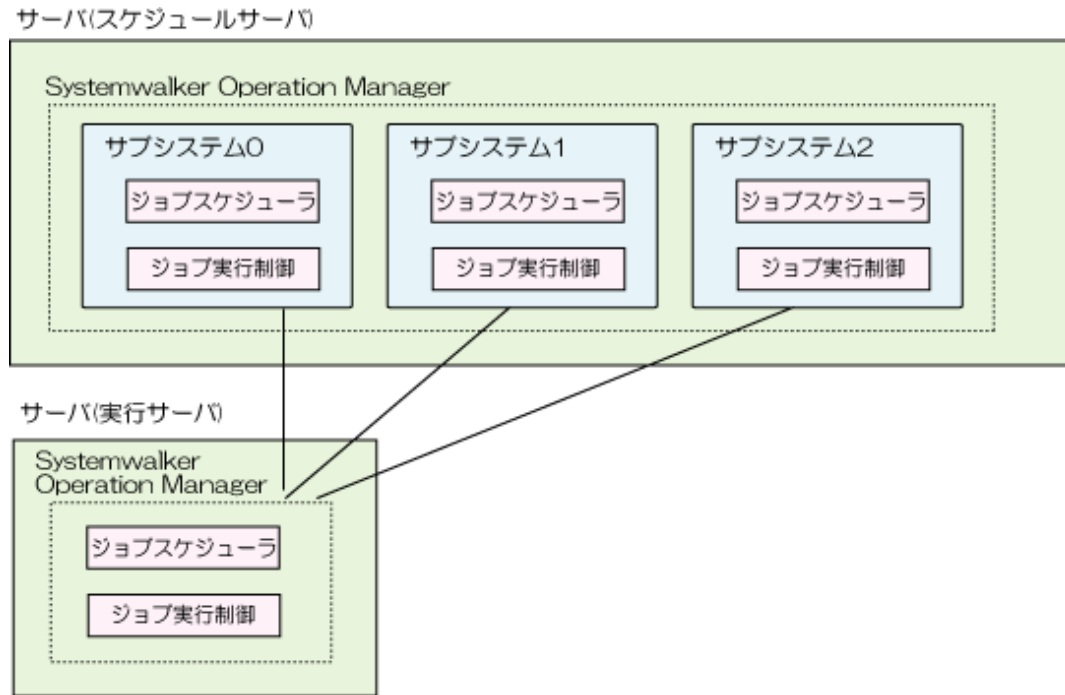 サーバ(スケジュールサーバ)
Systemwalker Operation Manager
サブシステム0
ジョブスケジューラ
ジョブ実行制御
サブシステム1
ジョブスケジューラ
ジョブ実行制御
サブシステム2
ジョブスケジューラ
ジョブ実行制御
サーバ(実行サーバ)
Systemwalker
Operation Manager
ジョブスケジューラ
ジョブ実行制御